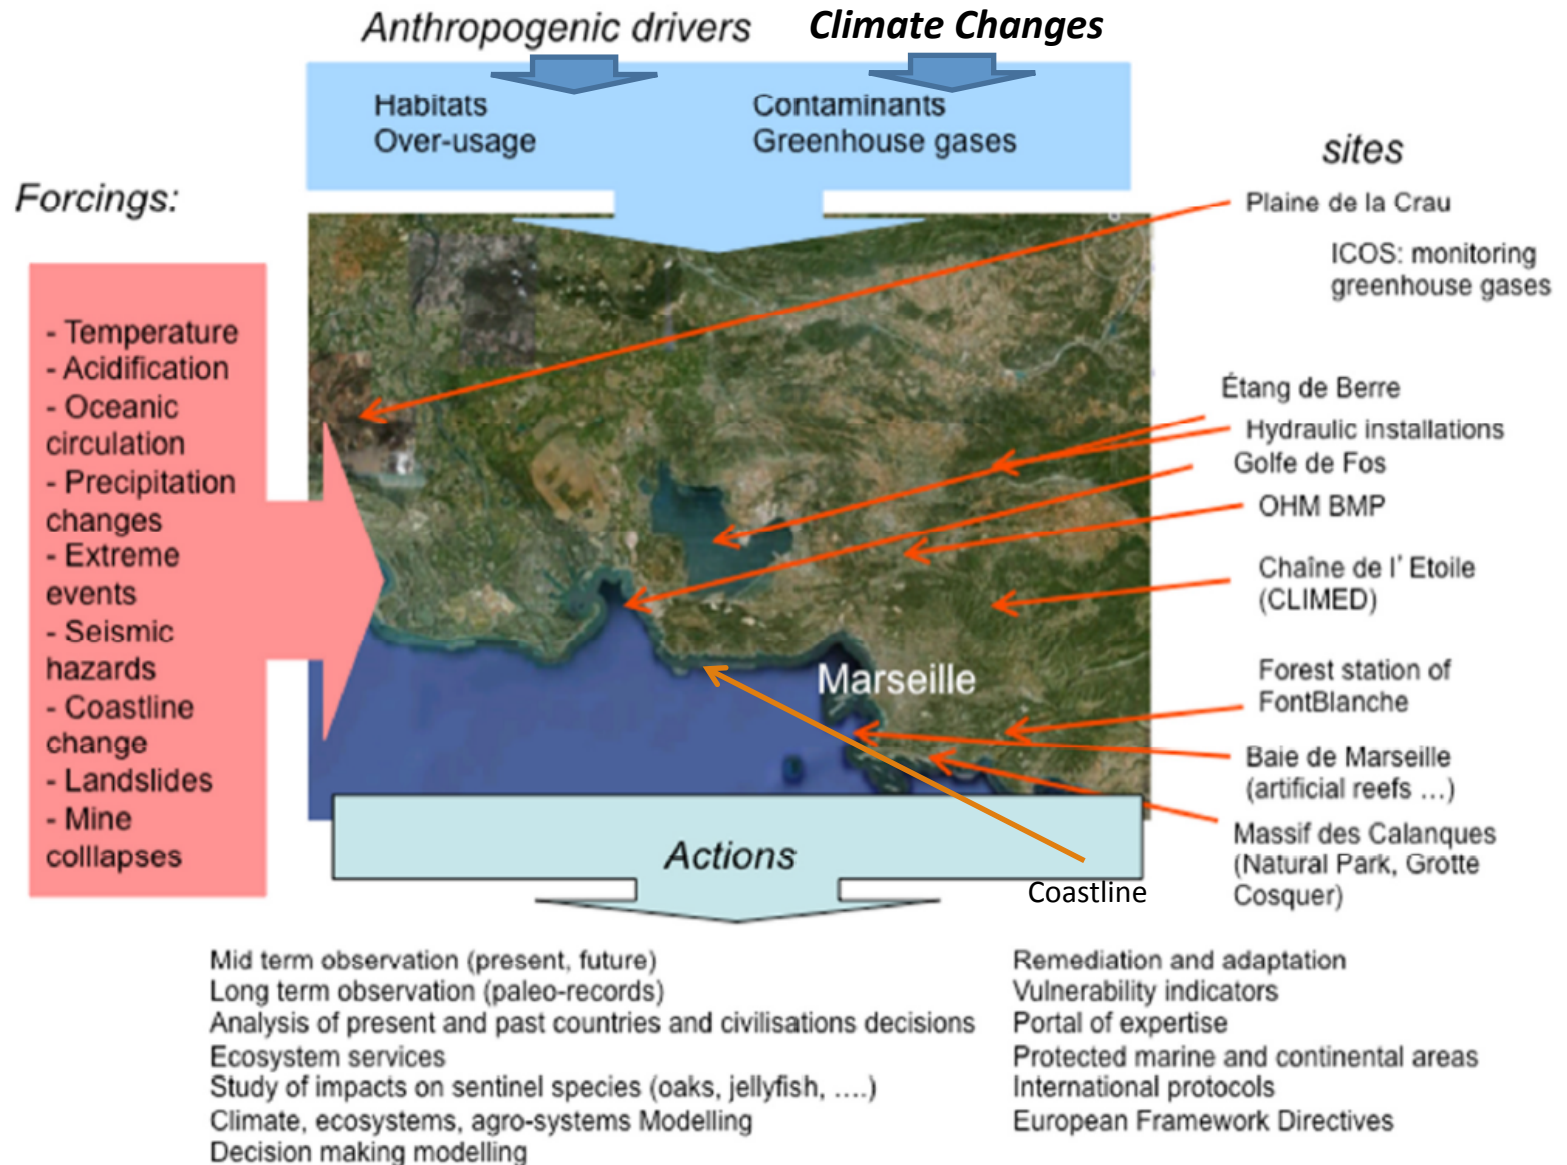 Anthropogenic drivers
Climate Changes
Habitats
Over-usage
Contaminants
Greenhouse gases
Forcings:
- Temperature
- Acidification
- Oceanic
circulation
- Precipitation
changes
- Extreme
events
- Seismic
hazards
- Coastline
change
- Landslides
- Mine
colllapses
sites
Plaine de la Crau
ICOS: monitoring
greenhouse gases
Étang de Berre
Hydraulic installations
Golfe de Fos
OHM BMP
Chaîne de l’ Etoile
(CLIMED)
Forest station of
FontBlanche
Baie de Marseille
(artificial reefs ...)
Massif des Calanques
(Natural Park, Grotte
Cosquer)
Marseille
Actions
Coastline
Mid term observation (present, future)
Long term observation (paleo-records)
Analysis of present and past countries and civilisations decisions
Ecosystem services
Study of impacts on sentinel species (oaks, jellyfish, ....)
Climate, ecosystems, agro-systems Modelling
Decision making modelling
Remediation and adaptation
Vulnerability indicators
Portal of expertise
Protected marine and continental areas
International protocols
European Framework Directives